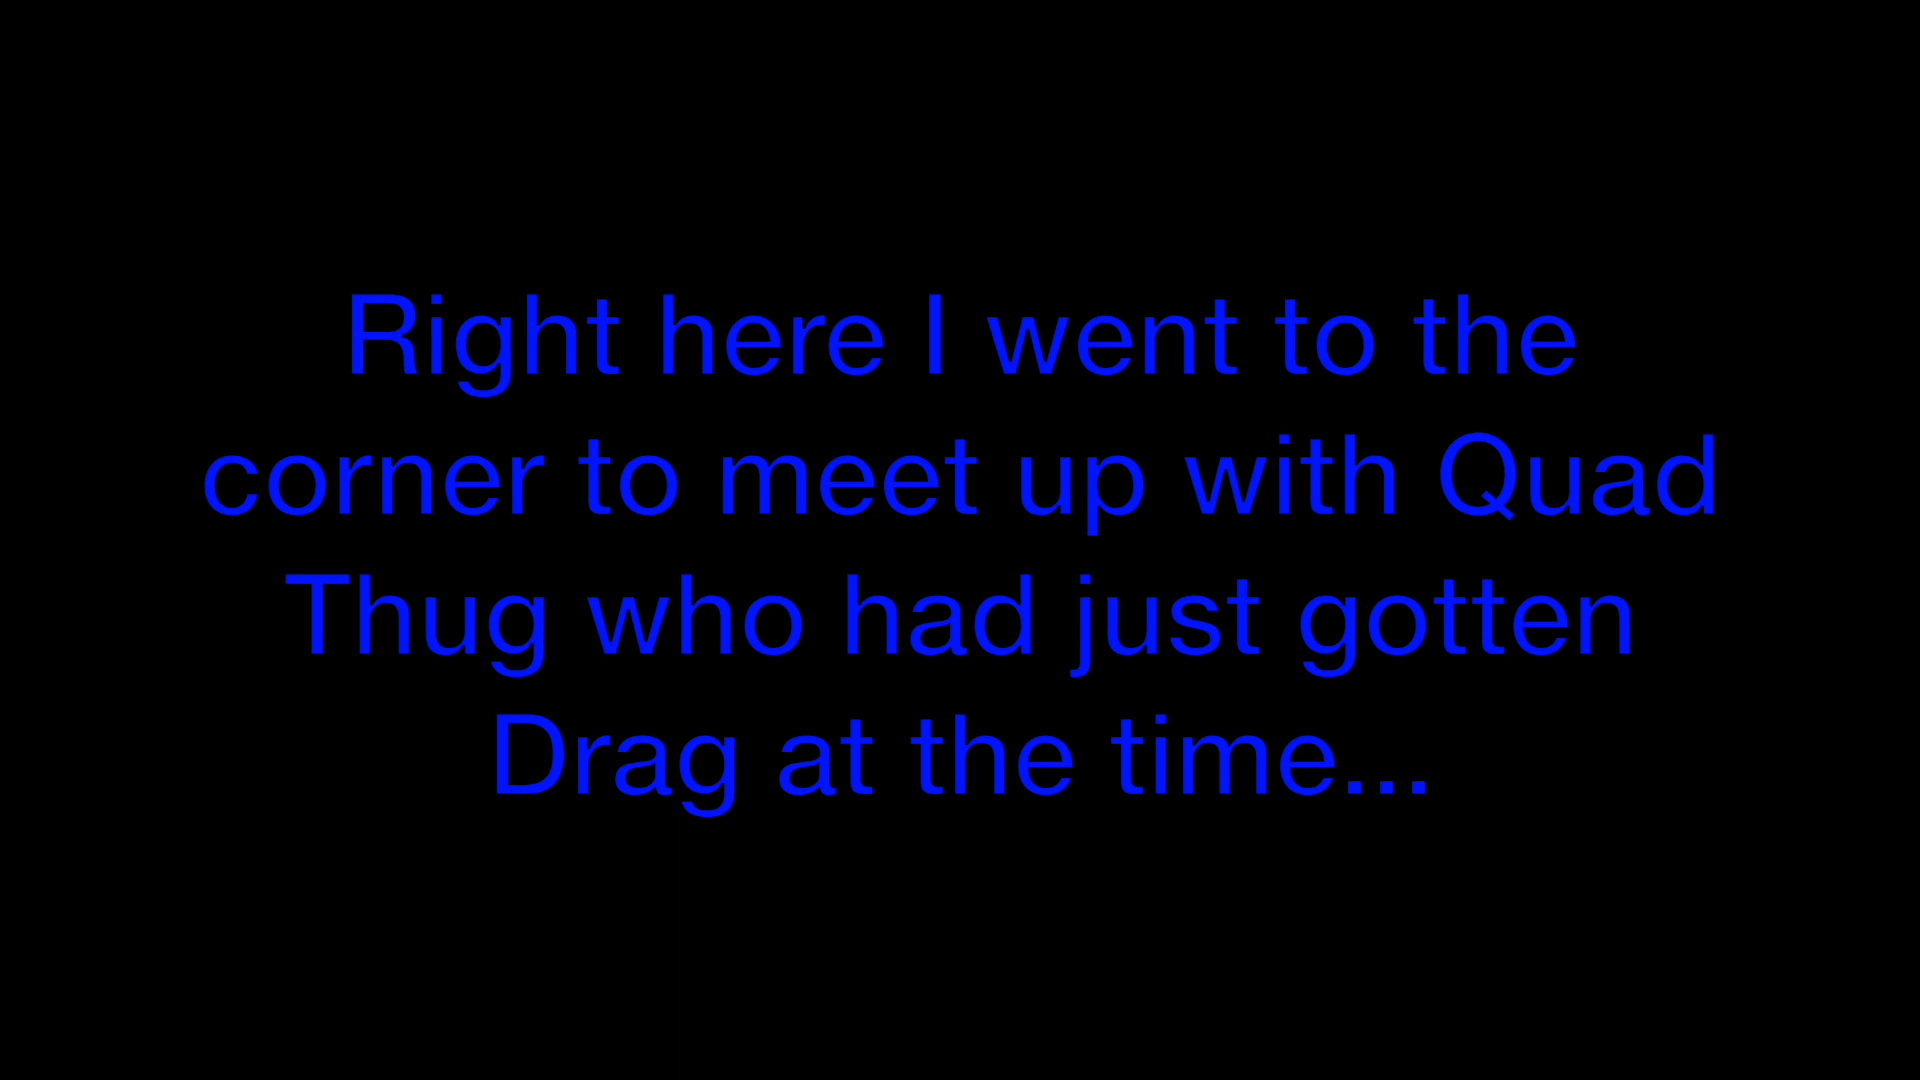 Right here I went to the
corner to meet up with Quad
Thug who had just gotten
Drag at the time...